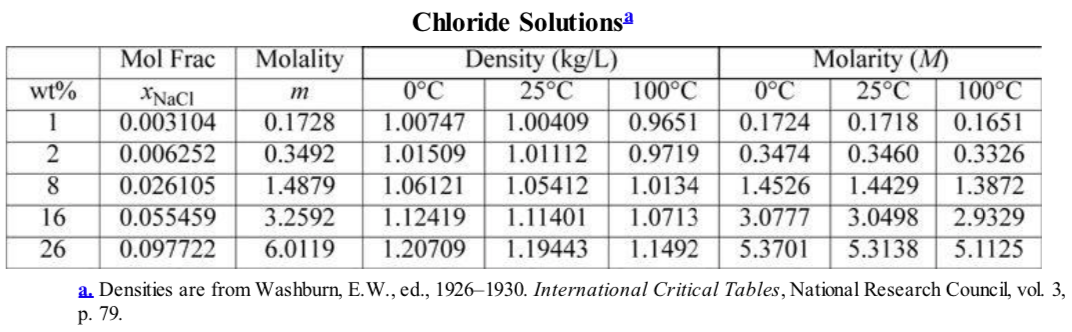 Chloride Solutionsa
Mol Frac Molality Density (kg/L) Molarity (M)
wt% xNaCl m 0°C 25°C 100°C 0°C 25°C 100°C
1 0.003104 0.1728 1.00747 1.00409 0.9651 0.1724 0.1718 0.1651
2 0.006252 0.3492 1.01509 1.01112 0.9719 0.3474 0.3460 0.3326
8 0.026105 1.4879 1.06121 1.05412 1.0134 1.4526 1.4429 1.3872
16 0.055459 3.2592 1.12419 1.11401 1.0713 3.0777 3.0498 2.9329
26 0.097722 6.0119 1.20709 1.19443 1.1492 5.3701 5.3138 5.1125
a. Densities are from Washburn, E.W., ed., 1926–1930. International Critical Tables, National Research Council, vol. 3,
p. 79.